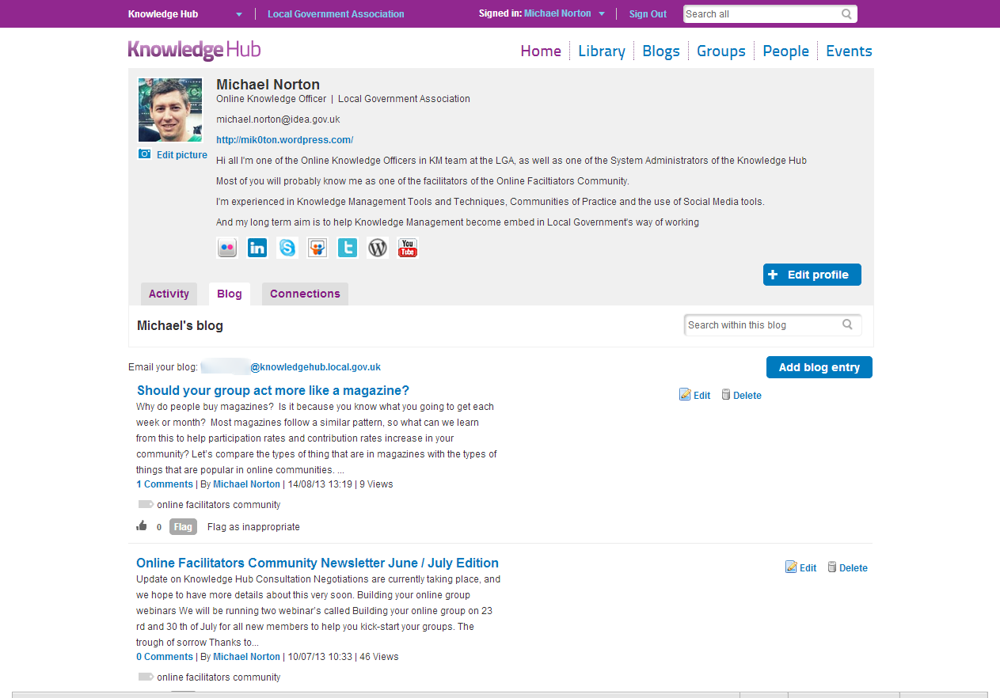 Knowledge Hub Local Government Association Signed in: Michael Norton Sign Out Search all
Knowledge Hub
Home Library Blogs Groups People Events
Michael Norton
Online Knowledge Officer | Local Government Association
michael.norton@idea.gov.uk
http://mik0ton.wordpress.com/
Edit picture
Hi all I'm one of the Online Knowledge Officers in KM team at the LGA, as well as one of the System Administrators of the Knowledge Hub
Most of you will probably know me as one of the facilitators of the Online Faciltiators Community.
I'm experienced in Knowledge Management Tools and Techniques, Communities of Practice and the use of Social Media tools.
And my long term aim is to help Knowledge Management become embed in Local Government's way of working
in S t W You Tube
+ Edit profile
Activity Blog Connections
Michael's blog Search within this blog
Email your blog: @knowledgehub.local.gov.uk Add blog entry
Should your group act more like a magazine? Edit Delete
Why do people buy magazines? Is it because you know what you going to get each
week or month? Most magazines follow a similar pattern, so what can we learn
from this to help participation rates and contribution rates increase in your
community? Let's compare the types of thing that are in magazines with the types of
things that are popular in online communities. ...
1 Comments | By Michael Norton | 14/08/13 13:19 | 9 Views
online facilitators community
0 Flag Flag as inappropriate
Online Facilitators Community Newsletter June / July Edition Edit Delete
Update on Knowledge Hub Consultation Negotiations are currently taking place, and
we hope to have more details about this very soon. Building your online group
webinars We will be running two webinar's called Building your online group on 23
rd and 30 th of July for all new members to help you kick-start your groups. The
trough of sorrow Thanks to...
0 Comments | By Michael Norton | 10/07/13 10:33 | 46 Views
online facilitators community